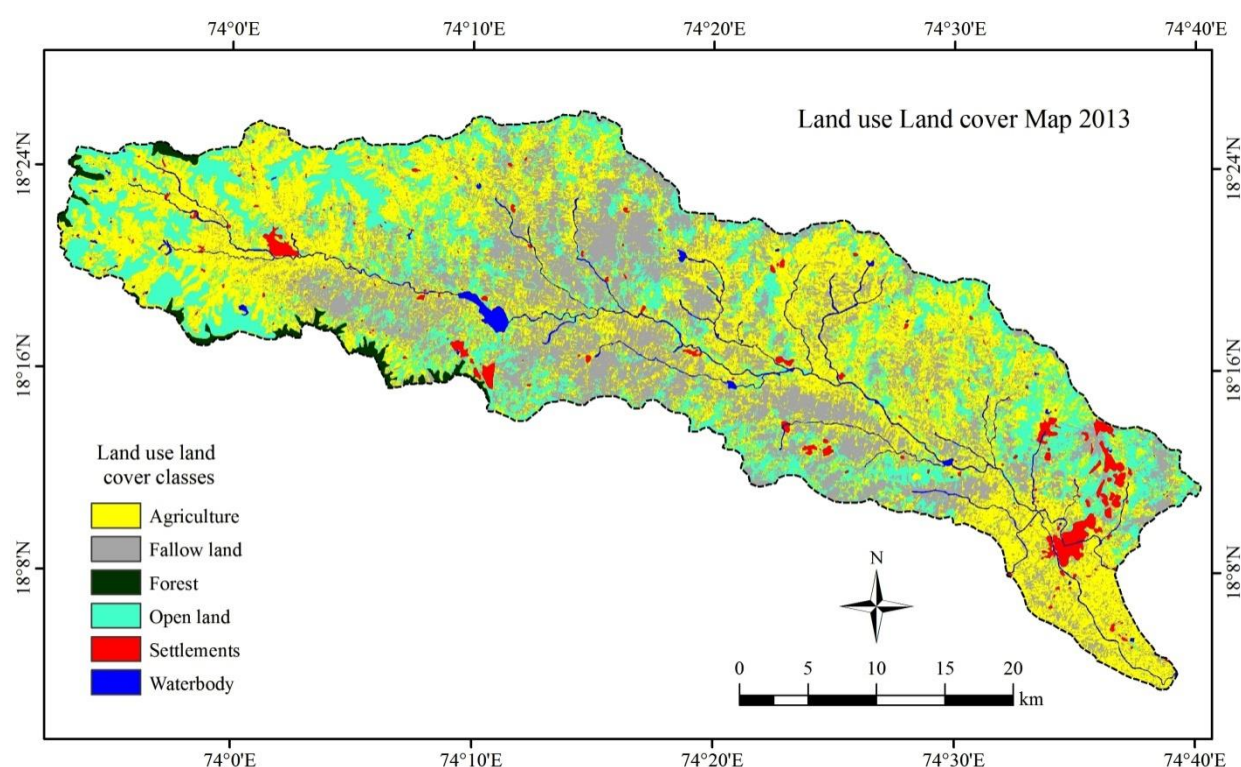 74°0'E 74°10'E 74°20'E 74°30'E 74°40'E
Land use Land cover Map 2013
18°24'N 18°24'N
18°16'N 18°16'N
Land use land
cover classes
Agriculture
Fallow land
Forest
Open land
Settlements
Waterbody
18°8'N 18°8'N
N
0 5 10 15 20
km
74°0'E 74°10'E 74°20'E 74°30'E 74°40'E